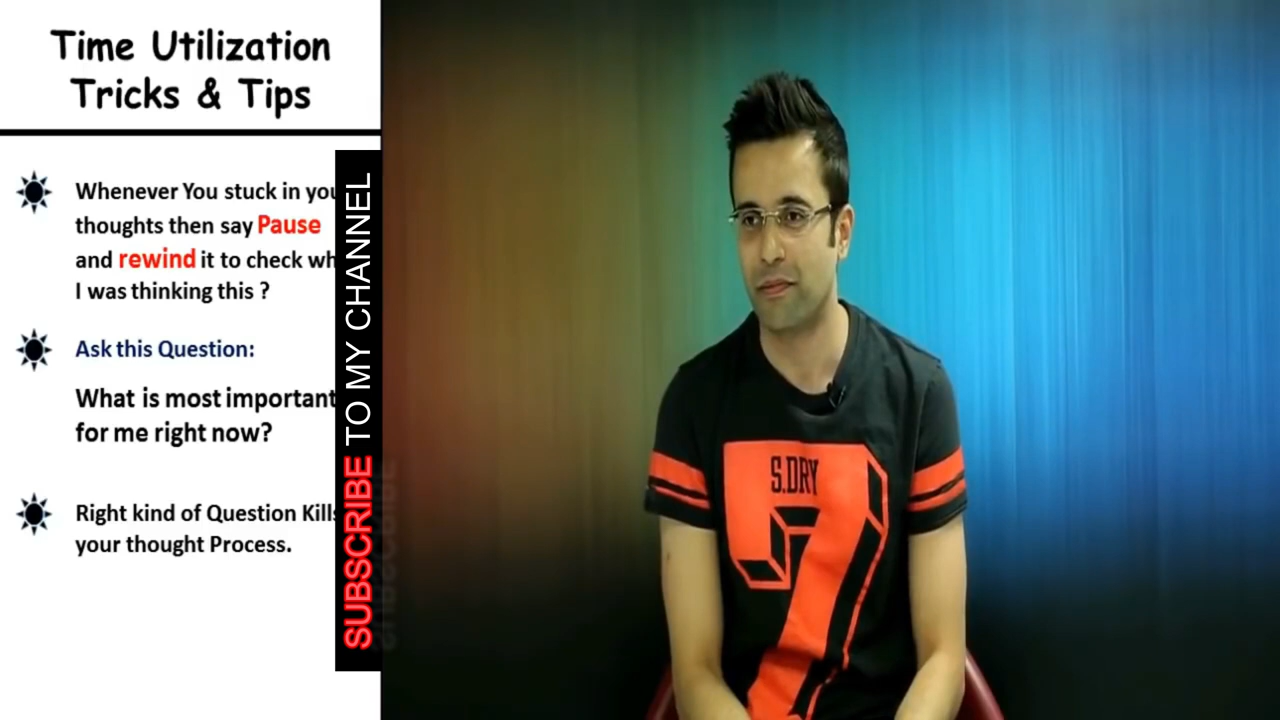 Time Utilization
Tricks & Tips
Whenever You stuck in you
thoughts then say Pause
and rewind it to check wh
I was thinking this ?
Ask this Question:
What is most important
for me right now?
Right kind of Question Kills
your thought Process.
SUBSCRIBE TO MY CHANNEL
S.DRY
7